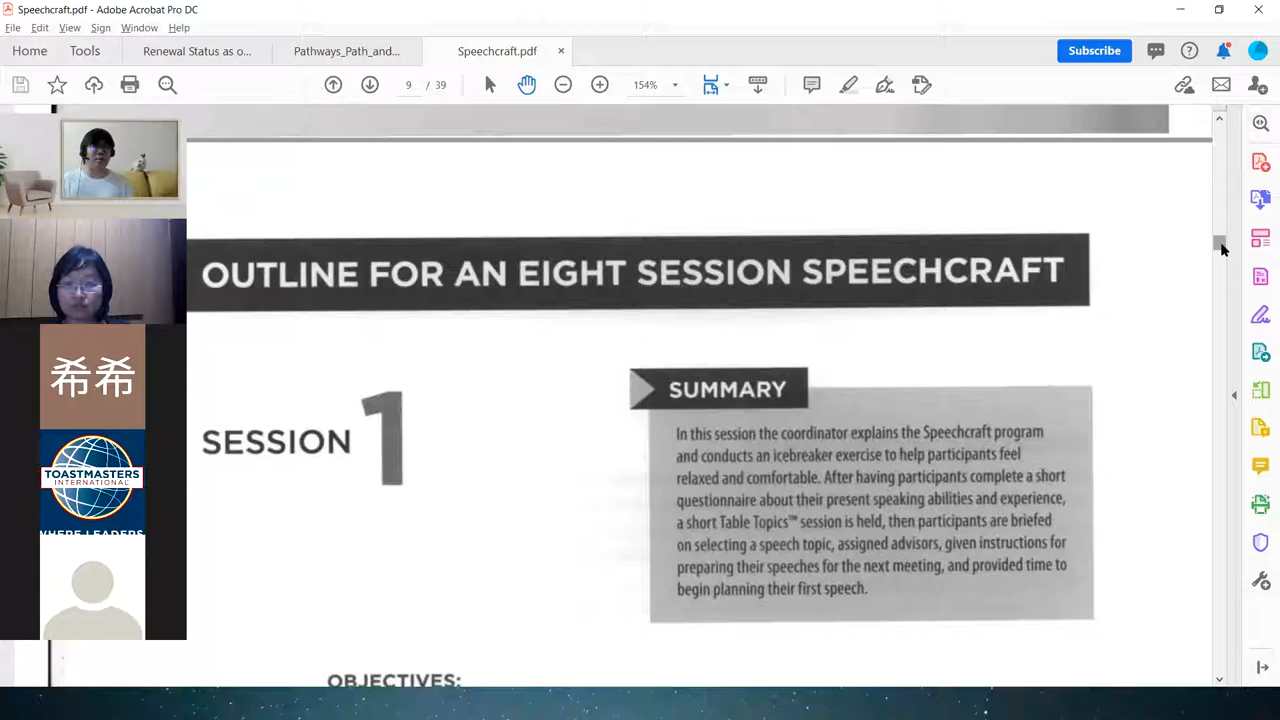 Speechcraft.pdf - Adobe Acrobat Pro DC
File Edit View Sign Window Help
Home Tools Renewal Status as o... Pathways_Path_and... Speechcraft.pdf × Subscribe
9 / 39 154%
OUTLINE FOR AN EIGHT SESSION SPEECHCRAFT
SESSION 1
SUMMARY
In this session the coordinator explains the Speechcraft program
and conducts an icebreaker exercise to help participants feel
relaxed and comfortable. After having participants complete a short
questionnaire about their present speaking abilities and experience,
a short Table Topics™ session is held, then participants are briefed
on selecting a speech topic, assigned advisors, given instructions for
preparing their speeches for the next meeting, and provided time to
begin planning their first speech.
OBJECTIVES:
希希
TOASTMASTERS
INTERNATIONAL
WHERE LEADERS